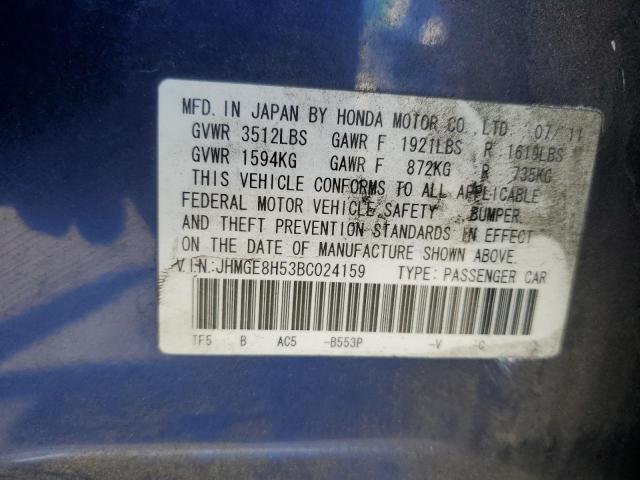 MFD. IN JAPAN BY HONDA MOTOR CO., LTD. 07/11
GVWR 3512LBS GAWR F 1921LBS R 1619LBS
GVWR 1594KG GAWR F 872KG R 735KG
THIS VEHICLE CONFORMS TO ALL APPLICABLE
FEDERAL MOTOR VEHICLE SAFETY, BUMPER,
AND THEFT PREVENTION STANDARDS IN EFFECT
ON THE DATE OF MANUFACTURE SHOWN ABOVE.
V.I.N: JHMGE8H53BC024159 TYPE: PASSENGER CAR
TF5 B AC5 -B553P -V -C